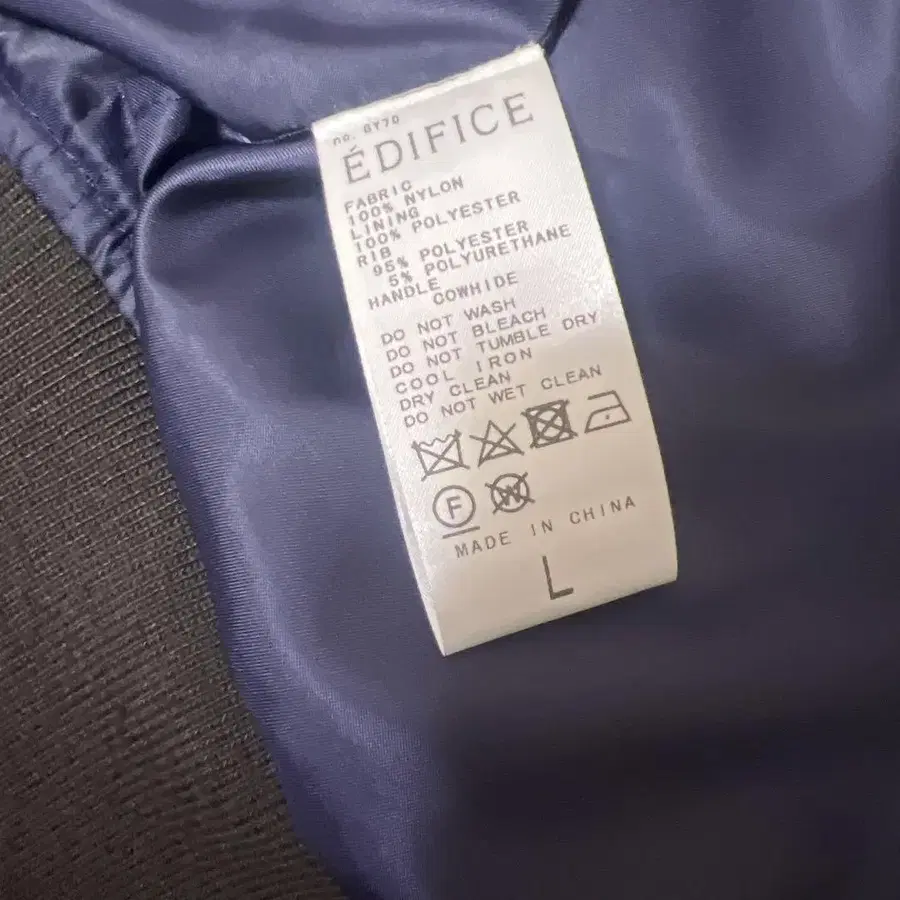 no. GY70
ÉDIFICE
FABRIC
100% NYLON
LINING
100% POLYESTER
RIB
95% POLYESTER
5% POLYURETHANE
HANDLE
COWHIDE
DO NOT WASH
DO NOT BLEACH
DO NOT TUMBLE DRY
COOL IRON
DRY CLEAN
DO NOT WET CLEAN
F W
MADE IN CHINA
L